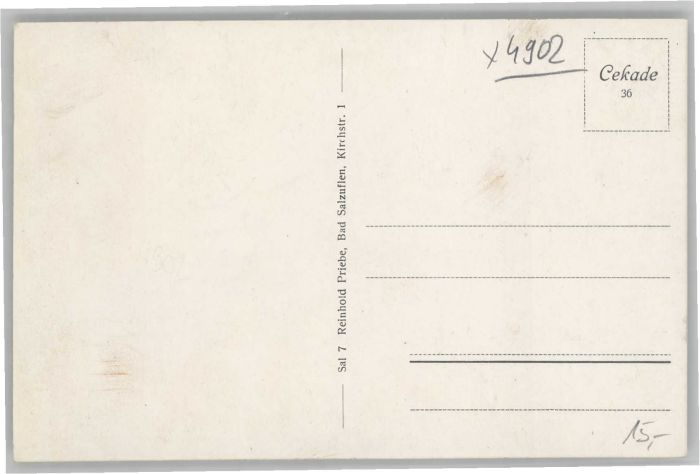 x 4902
Cekade
36
Sal 7 Reinhold Priebe, Bad Salzuflen, Kirchstr. 1
15,-